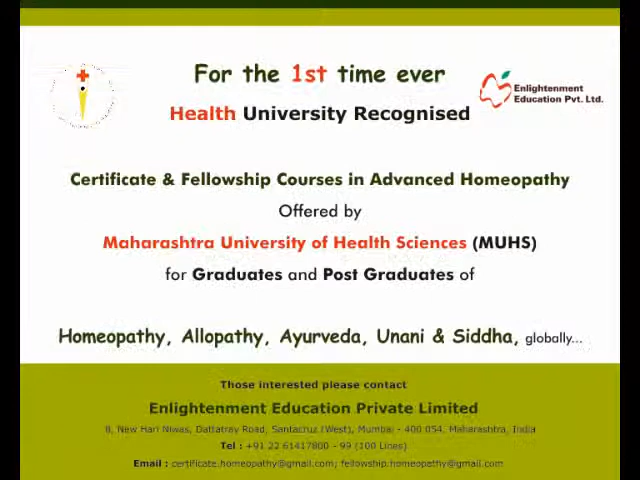 For the 1st time ever
Health University Recognised
Enlightenment
Education Pvt. Ltd.
Certificate & Fellowship Courses in Advanced Homeopathy
Offered by
Maharashtra University of Health Sciences (MUHS)
for Graduates and Post Graduates of
Homeopathy, Allopathy, Ayurveda, Unani & Siddha, globally...
Those interested please contact
Enlightenment Education Private Limited
8, New Hari Niwas, Dattatray Road, Santacruz (West), Mumbai - 400 054, Maharashtra, India
Tel : +91 22 61417800 - 99 (100 Lines)
Email : certificate.homeopathy@gmail.com; fellowship.homeopathy@gmail.com